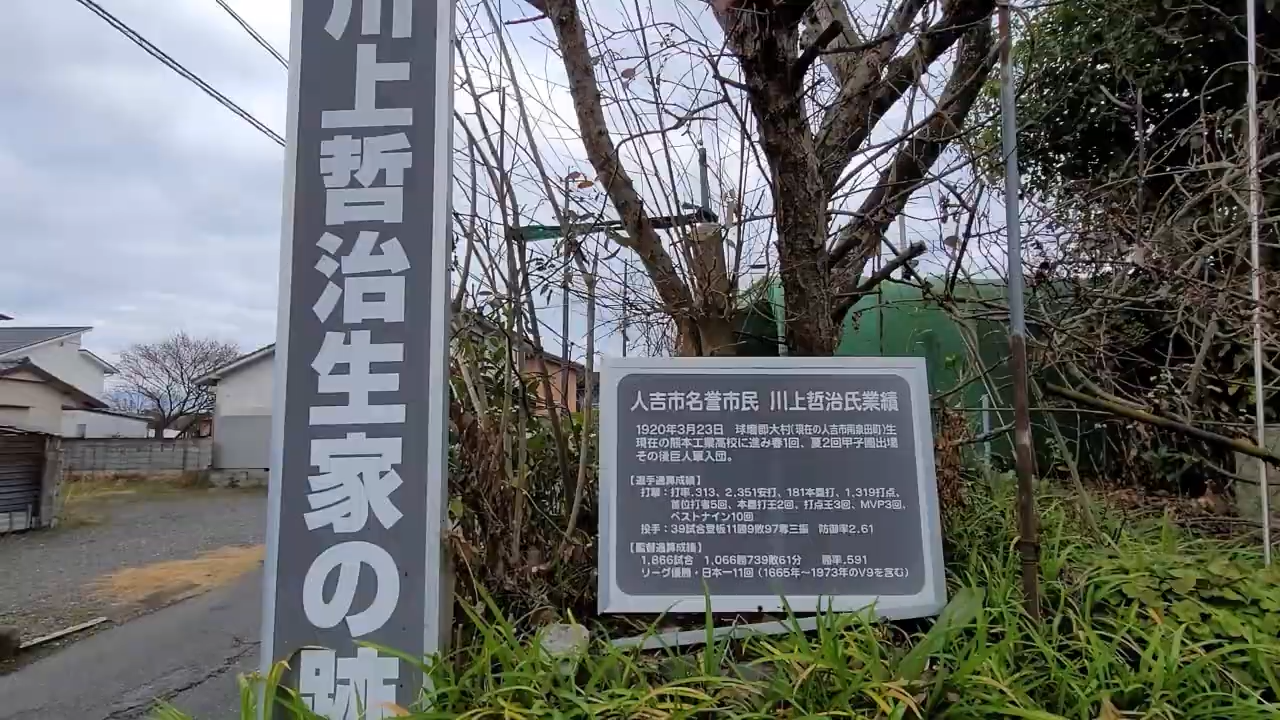 川上哲治生家の跡
人吉市名誉市民 川上哲治氏業績
1920年3月23日 球磨郡大村(現在の人吉市南泉田町)生
現在の熊本工業高校に進み春1回、夏2回甲子園出場
その後巨人軍入団。
【選手通算成績】
打撃：打率.313、2,351安打、181本塁打、1,319打点、
首位打者5回、本塁打王2回、打点王3回、MVP3回、
ベストナイン10回
投手：39試合登板11勝9敗97奪三振 防御率2.61
【監督通算成績】
1,866試合 1,066勝739敗61分 勝率.591
リーグ優勝・日本一11回(1665年～1973年のV9を含む)